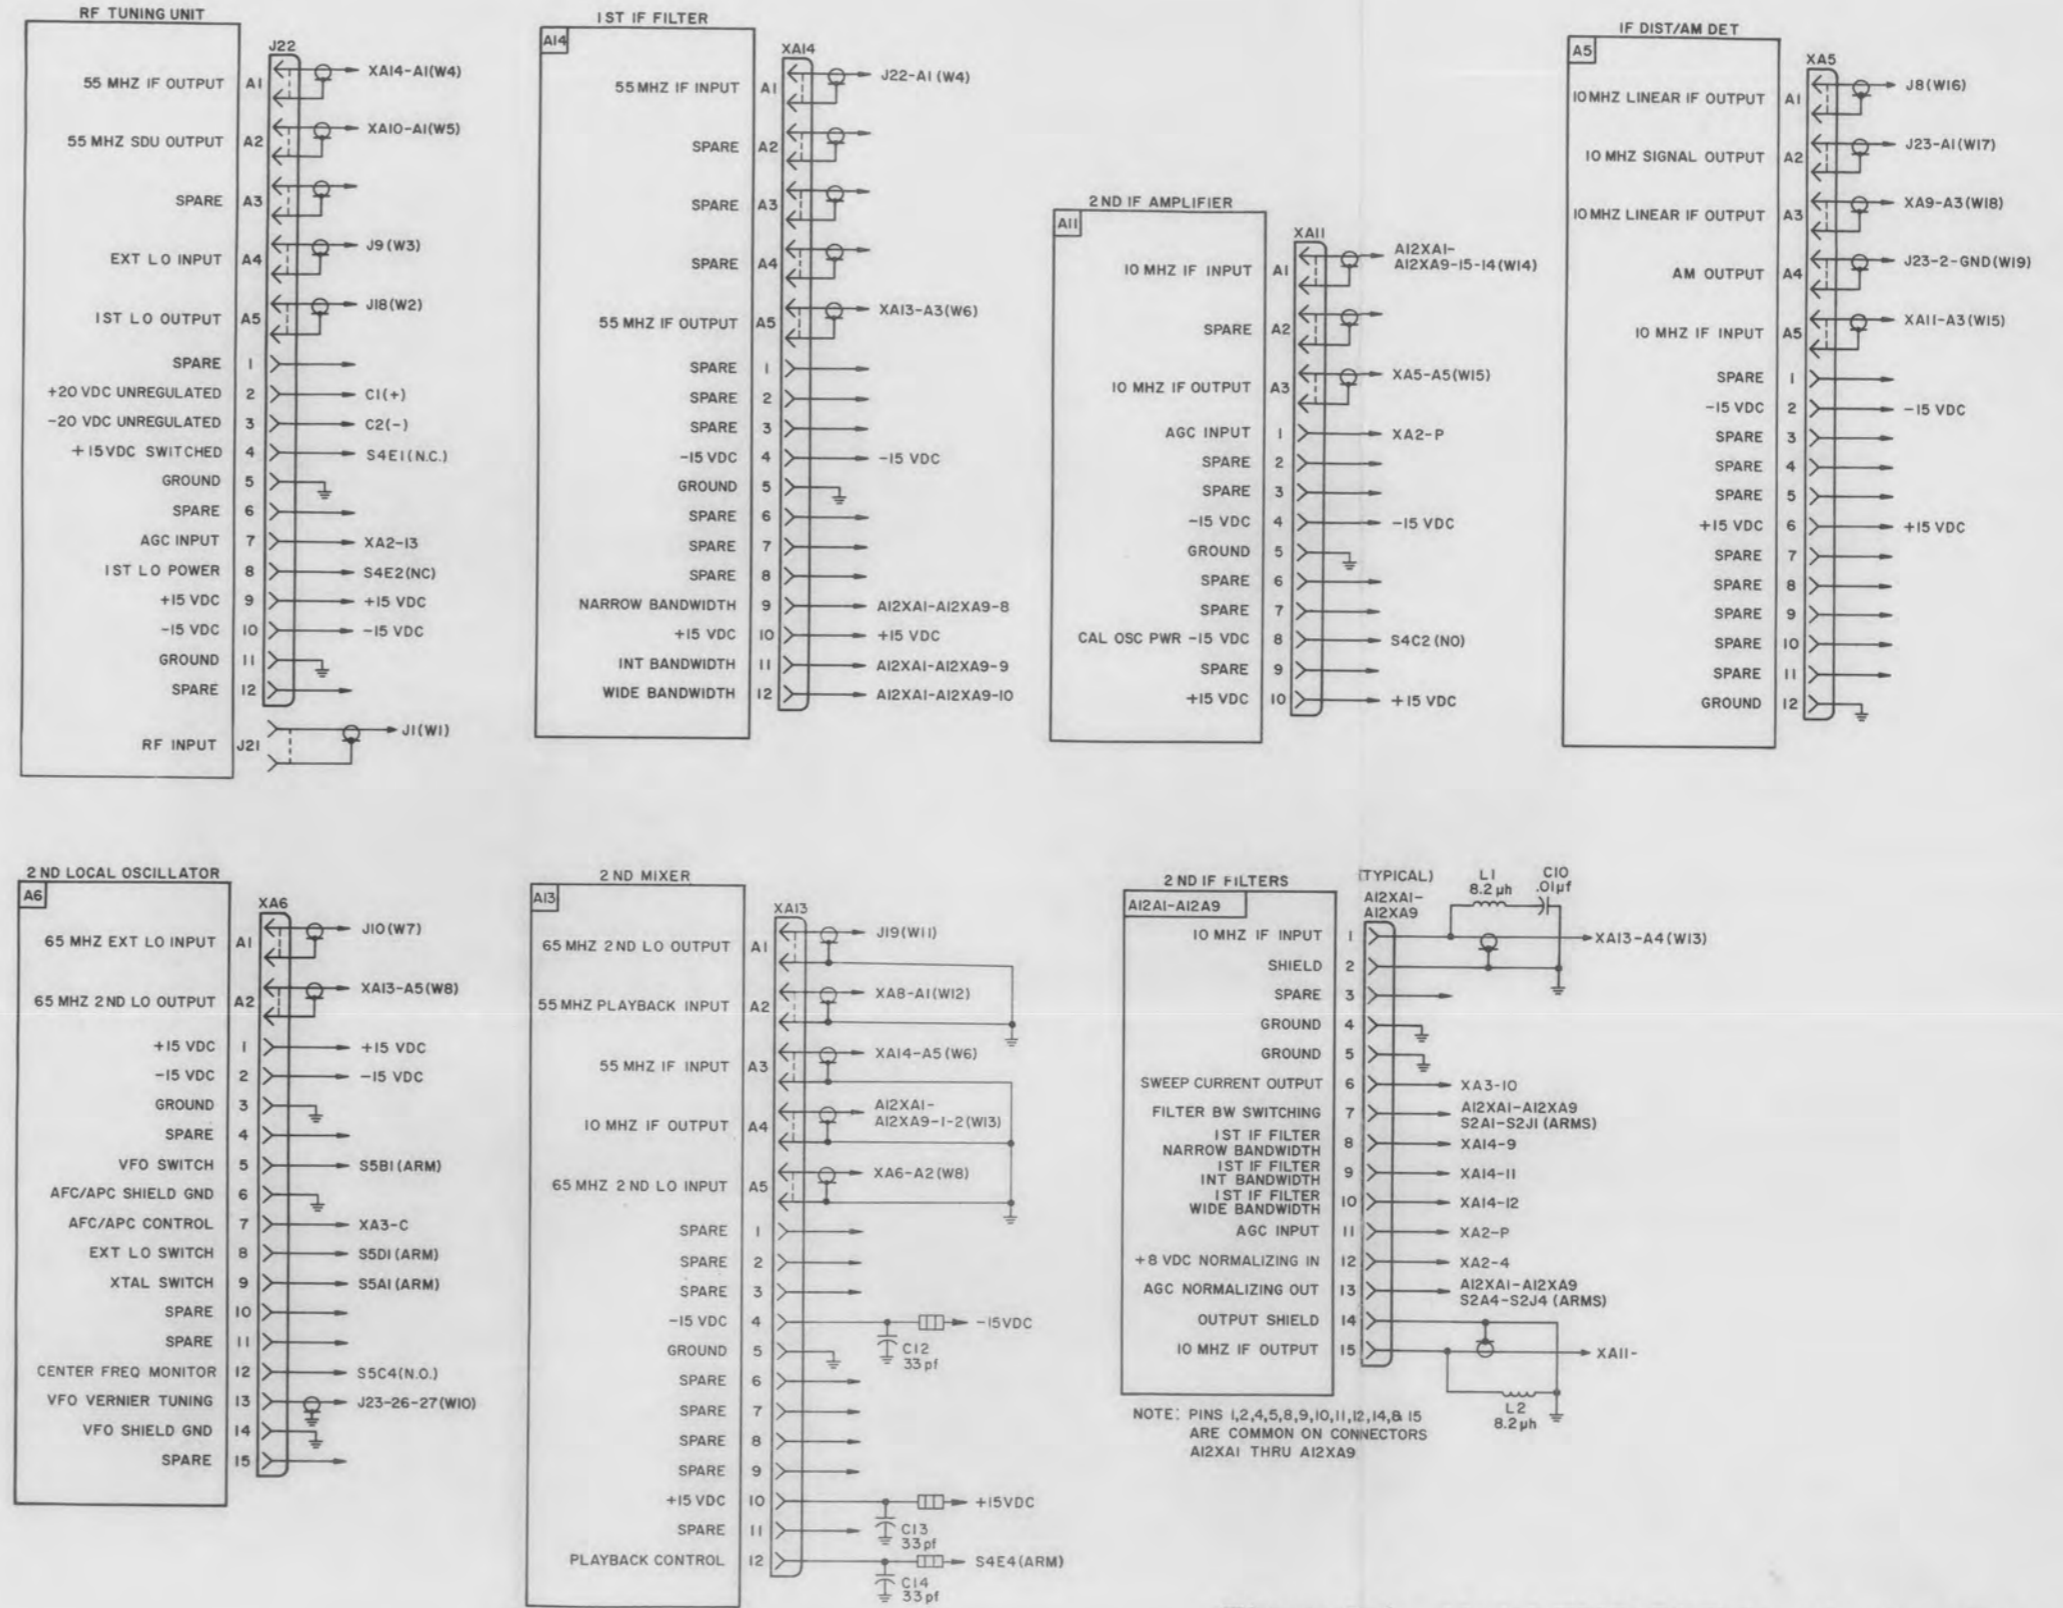 RF TUNING UNIT
J22
55 MHZ IF OUTPUT A1 XA14-A1(W4)
55 MHZ SDU OUTPUT A2 XA10-A1(W5)
SPARE A3
EXT LO INPUT A4 J9(W3)
1ST LO OUTPUT A5 J18(W2)
SPARE 1
+20 VDC UNREGULATED 2 C1(+)
-20 VDC UNREGULATED 3 C2(-)
+15VDC SWITCHED 4 S4E1(N.C.)
GROUND 5
SPARE 6
AGC INPUT 7 XA2-13
1ST LO POWER 8 S4E2(NC)
+15 VDC 9 +15 VDC
-15 VDC 10 -15 VDC
GROUND 11
SPARE 12
RF INPUT J21 J1(W1)
1ST IF FILTER
A14 XA14
55 MHZ IF INPUT A1 J22-A1(W4)
SPARE A2
SPARE A3
SPARE A4
55 MHZ IF OUTPUT A5 XA13-A3(W6)
SPARE 1
SPARE 2
SPARE 3
-15 VDC 4 -15 VDC
GROUND 5
SPARE 6
SPARE 7
SPARE 8
NARROW BANDWIDTH 9 A12XA1-A12XA9-8
+15 VDC 10 +15 VDC
INT BANDWIDTH 11 A12XA1-A12XA9-9
WIDE BANDWIDTH 12 A12XA1-A12XA9-10
2ND IF AMPLIFIER
A11 XA11
10 MHZ IF INPUT A1 A12XA1-
A12XA9-15-14(W14)
SPARE A2
10 MHZ IF OUTPUT A3 XA5-A5(W15)
AGC INPUT 1 XA2-P
SPARE 2
SPARE 3
-15 VDC 4 -15 VDC
GROUND 5
SPARE 6
SPARE 7
CAL OSC PWR -15 VDC 8 S4C2(NO)
SPARE 9
+15 VDC 10 +15 VDC
IF DIST/AM DET
A5 XA5
10MHZ LINEAR IF OUTPUT A1 J8(W16)
10 MHZ SIGNAL OUTPUT A2 J23-A1(W17)
10MHZ LINEAR IF OUTPUT A3 XA9-A3(W18)
AM OUTPUT A4 J23-2-GND(W19)
10 MHZ IF INPUT A5 XA11-A3(W15)
SPARE 1
-15 VDC 2 -15 VDC
SPARE 3
SPARE 4
SPARE 5
+15 VDC 6 +15 VDC
SPARE 7
SPARE 8
SPARE 9
SPARE 10
SPARE 11
GROUND 12
2ND LOCAL OSCILLATOR
A6 XA6
65 MHZ EXT LO INPUT A1 J10(W7)
65 MHZ 2ND LO OUTPUT A2 XA13-A5(W8)
+15 VDC 1 +15 VDC
-15 VDC 2 -15 VDC
GROUND 3
SPARE 4
VFO SWITCH 5 S5B1(ARM)
AFC/APC SHIELD GND 6
AFC/APC CONTROL 7 XA3-C
EXT LO SWITCH 8 S5D1(ARM)
XTAL SWITCH 9 S5A1(ARM)
SPARE 10
SPARE 11
CENTER FREQ MONITOR 12 S5C4(N.O.)
VFO VERNIER TUNING 13 J23-26-27(W10)
VFO SHIELD GND 14
SPARE 15
2ND MIXER
A13 XA13
65 MHZ 2ND LO OUTPUT A1 J19(W11)
55 MHZ PLAYBACK INPUT A2 XA8-A1(W12)
55 MHZ IF INPUT A3 XA14-A5(W6)
10 MHZ IF OUTPUT A4 A12XA1-
A12XA9-1-2(W13)
65 MHZ 2ND LO INPUT A5 XA6-A2(W8)
SPARE 1
SPARE 2
SPARE 3
-15 VDC 4 -15VDC
C12
33 pf
GROUND 5
SPARE 6
SPARE 7
SPARE 8
SPARE 9
+15 VDC 10 +15VDC
C13
33 pf
SPARE 11
PLAYBACK CONTROL 12 S4E4(ARM)
C14
33 pf
2ND IF FILTERS
(TYPICAL)
A12A1-A12A9
A12XA1-
A12XA9
L1
8.2 μh
C10
.01μf
10 MHZ IF INPUT 1 XA13-A4(W13)
SHIELD 2
SPARE 3
GROUND 4
GROUND 5
SWEEP CURRENT OUTPUT 6 XA3-10
FILTER BW SWITCHING 7 A12XA1-A12XA9
S2A1-S2J1(ARMS)
1ST IF FILTER
NARROW BANDWIDTH 8 XA14-9
1ST IF FILTER
INT BANDWIDTH 9 XA14-11
1ST IF FILTER
WIDE BANDWIDTH 10 XA14-12
AGC INPUT 11 XA2-P
+8 VDC NORMALIZING IN 12 XA2-4
AGC NORMALIZING OUT 13 A12XA1-A12XA9
S2A4-S2J4 (ARMS)
OUTPUT SHIELD 14
10 MHZ IF OUTPUT 15 XA11-
L2
8.2 μh
NOTE: PINS 1,2,4,5,8,9,10,11,12,14,& 15
ARE COMMON ON CONNECTORS
A12XA1 THRU A12XA9